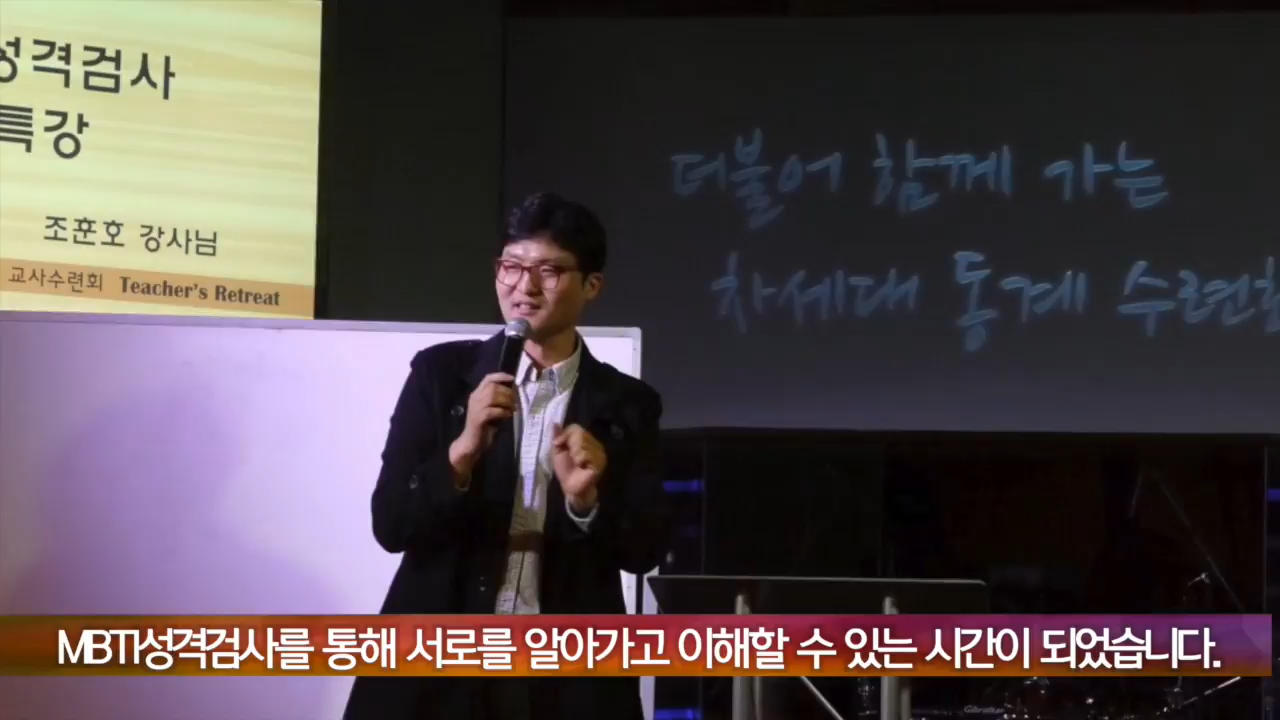 성격검사
특강
조훈호 강사님
교사수련회 Teacher's Retreat
더불어 함께 가는
차세대 동계 수련회
MBTI성격검사를 통해 서로를 알아가고 이해할 수 있는 시간이 되었습니다.
Gibraltar